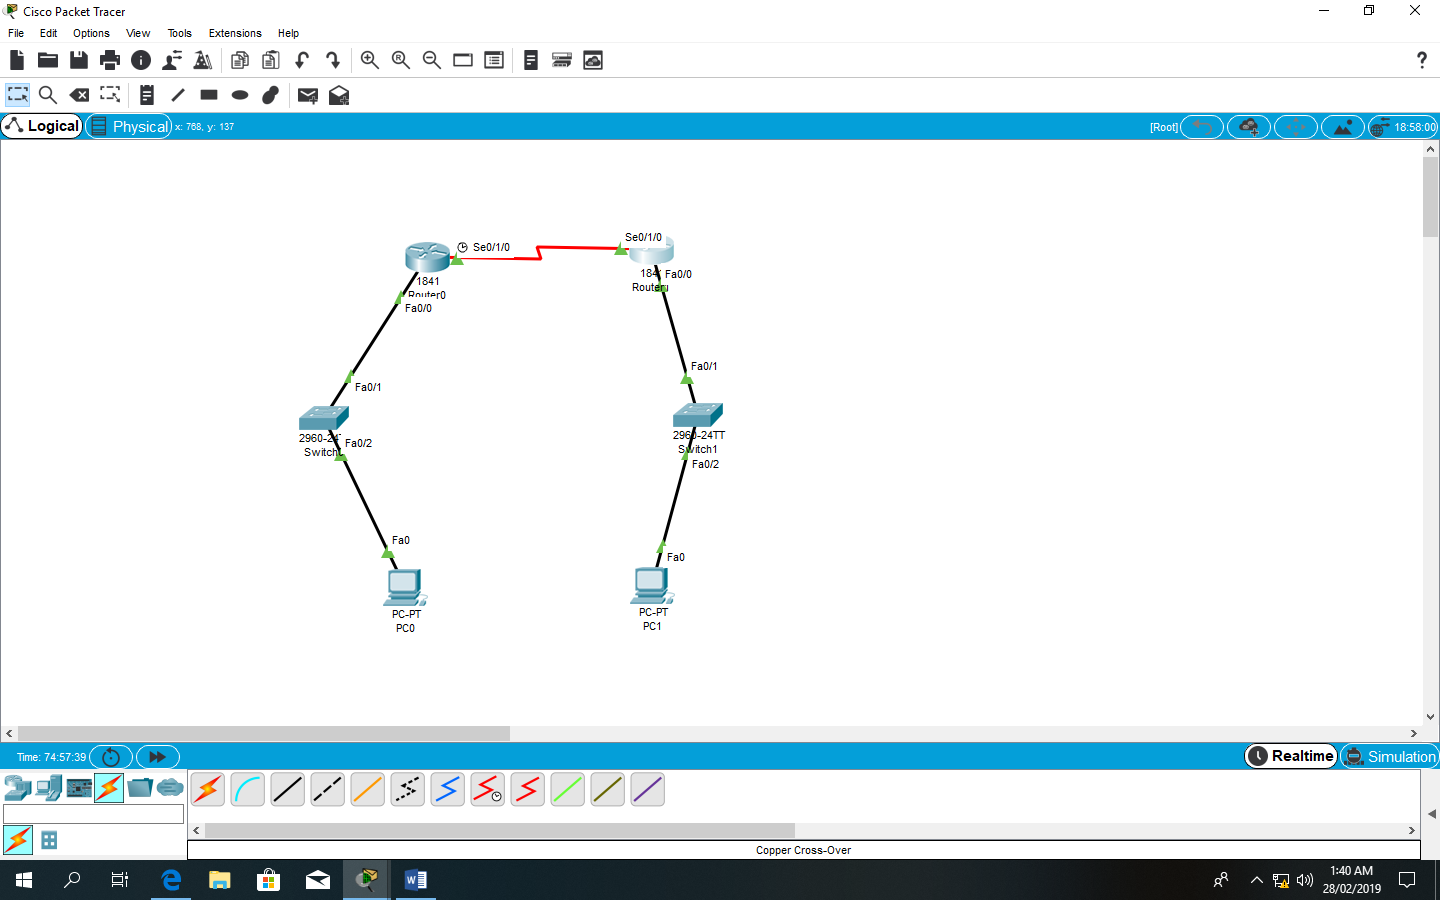 Cisco Packet Tracer
File Edit Options View Tools Extensions Help
?
Logical Physical x: 768, y: 137 [Root] 18:58:00
Se0/1/0 Se0/1/0
1841
Router0
Fa0/0
Fa0/0
Fa0/1
Fa0/1
Fa0/2
2960-24TT
Switch1
Fa0/2
Fa0
Fa0
PC-PT
PC0
PC-PT
PC1
Time: 74:57:39 Realtime Simulation
Copper Cross-Over
1:40 AM
28/02/2019